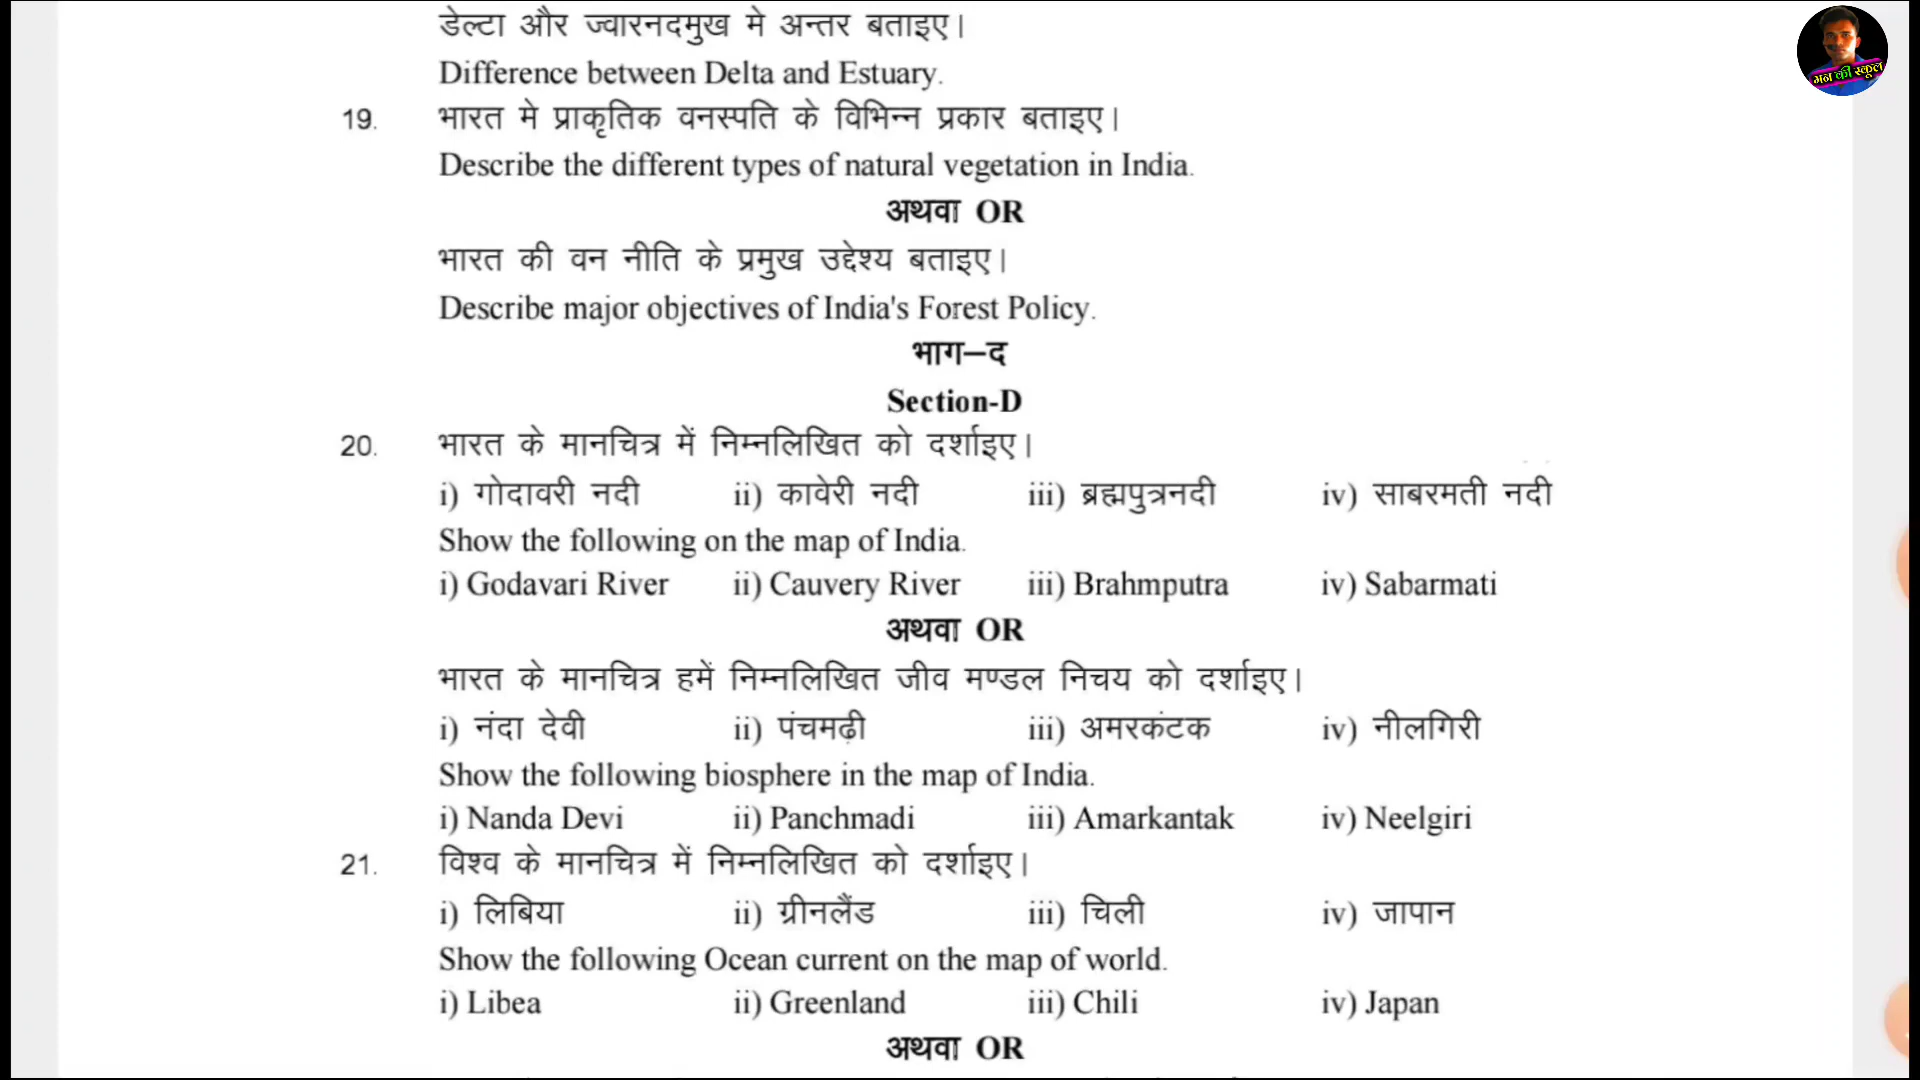 डेल्टा और ज्वारनदमुख मे अन्तर बताइए।
Difference between Delta and Estuary.
19. भारत मे प्राकृतिक वनस्पति के विभिन्न प्रकार बताइए।
Describe the different types of natural vegetation in India.
अथवा OR
भारत की वन नीति के प्रमुख उद्देश्य बताइए।
Describe major objectives of India's Forest Policy.
भाग–द
Section-D
20. भारत के मानचित्र में निम्नलिखित को दर्शाइए।
i) गोदावरी नदी ii) कावेरी नदी iii) ब्रह्मपुत्रनदी iv) साबरमती नदी
Show the following on the map of India.
i) Godavari River ii) Cauvery River iii) Brahmputra iv) Sabarmati
अथवा OR
भारत के मानचित्र हमें निम्नलिखित जीव मण्डल निचय को दर्शाइए।
i) नंदा देवी ii) पंचमढ़ी iii) अमरकंटक iv) नीलगिरी
Show the following biosphere in the map of India.
i) Nanda Devi ii) Panchmadi iii) Amarkantak iv) Neelgiri
21. विश्व के मानचित्र में निम्नलिखित को दर्शाइए।
i) लिबिया ii) ग्रीनलैंड iii) चिली iv) जापान
Show the following Ocean current on the map of world.
i) Libea ii) Greenland iii) Chili iv) Japan
अथवा OR
मन की स्कूल